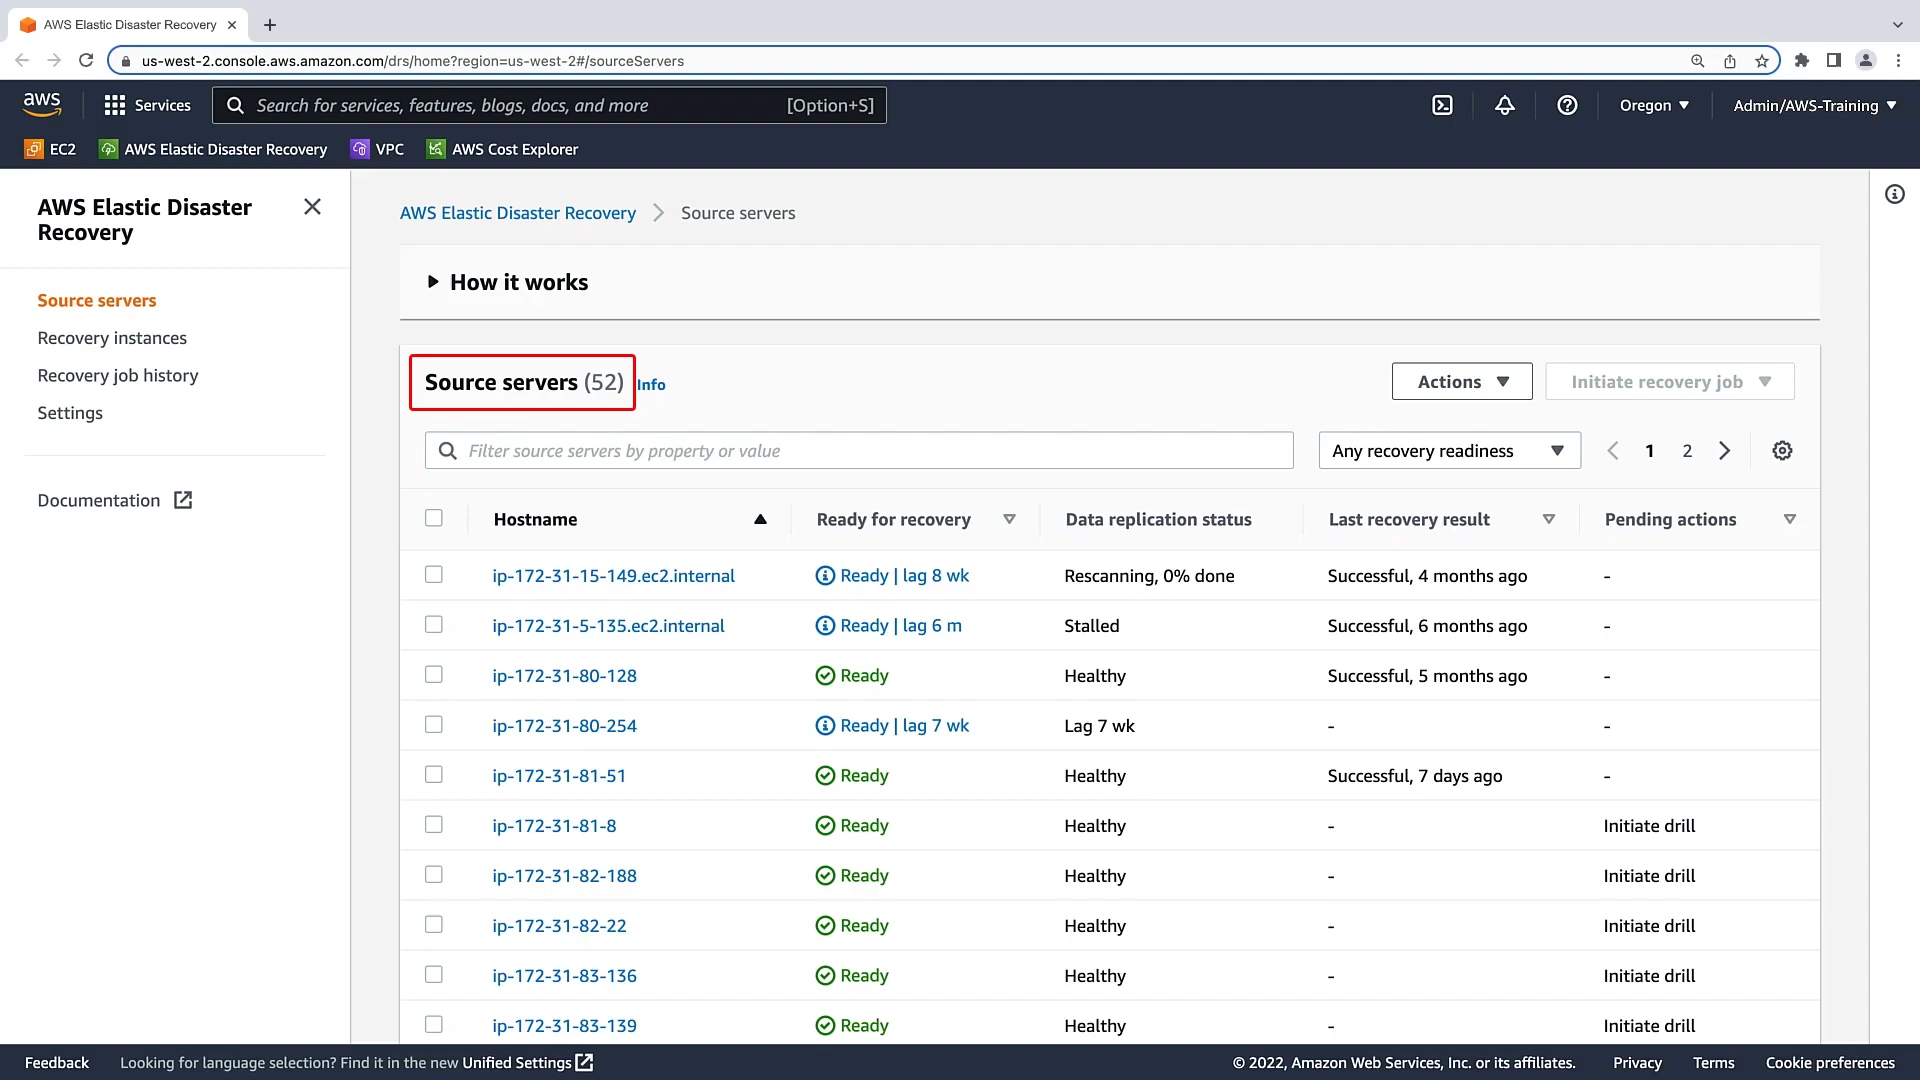 AWS Elastic Disaster Recovery
us-west-2.console.aws.amazon.com/drs/home?region=us-west-2#/sourceServers
aws Services Search for services, features, blogs, docs, and more [Option+S] Oregon Admin/AWS-Training
EC2 AWS Elastic Disaster Recovery VPC AWS Cost Explorer
AWS Elastic Disaster
Recovery
Source servers
Recovery instances
Recovery job history
Settings
Documentation
AWS Elastic Disaster Recovery Source servers
How it works
Source servers (52) Info Actions Initiate recovery job
Filter source servers by property or value Any recovery readiness 1 2
Hostname Ready for recovery Data replication status Last recovery result Pending actions
ip-172-31-15-149.ec2.internal Ready | lag 8 wk Rescanning, 0% done Successful, 4 months ago -
ip-172-31-5-135.ec2.internal Ready | lag 6 m Stalled Successful, 6 months ago -
ip-172-31-80-128 Ready Healthy Successful, 5 months ago -
ip-172-31-80-254 Ready | lag 7 wk Lag 7 wk - -
ip-172-31-81-51 Ready Healthy Successful, 7 days ago -
ip-172-31-81-8 Ready Healthy - Initiate drill
ip-172-31-82-188 Ready Healthy - Initiate drill
ip-172-31-82-22 Ready Healthy - Initiate drill
ip-172-31-83-136 Ready Healthy - Initiate drill
ip-172-31-83-139 Ready Healthy - Initiate drill
Feedback Looking for language selection? Find it in the new Unified Settings © 2022, Amazon Web Services, Inc. or its affiliates. Privacy Terms Cookie preferences